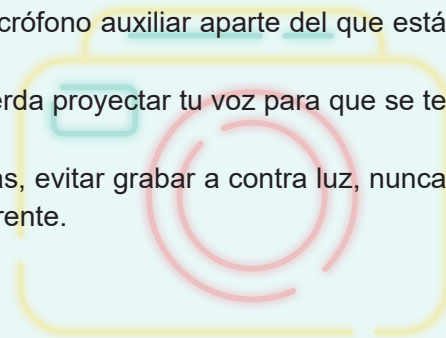 crófono auxiliar aparte del que está
rda proyectar tu voz para que se te
s, evitar grabar a contra luz, nunca
rente.